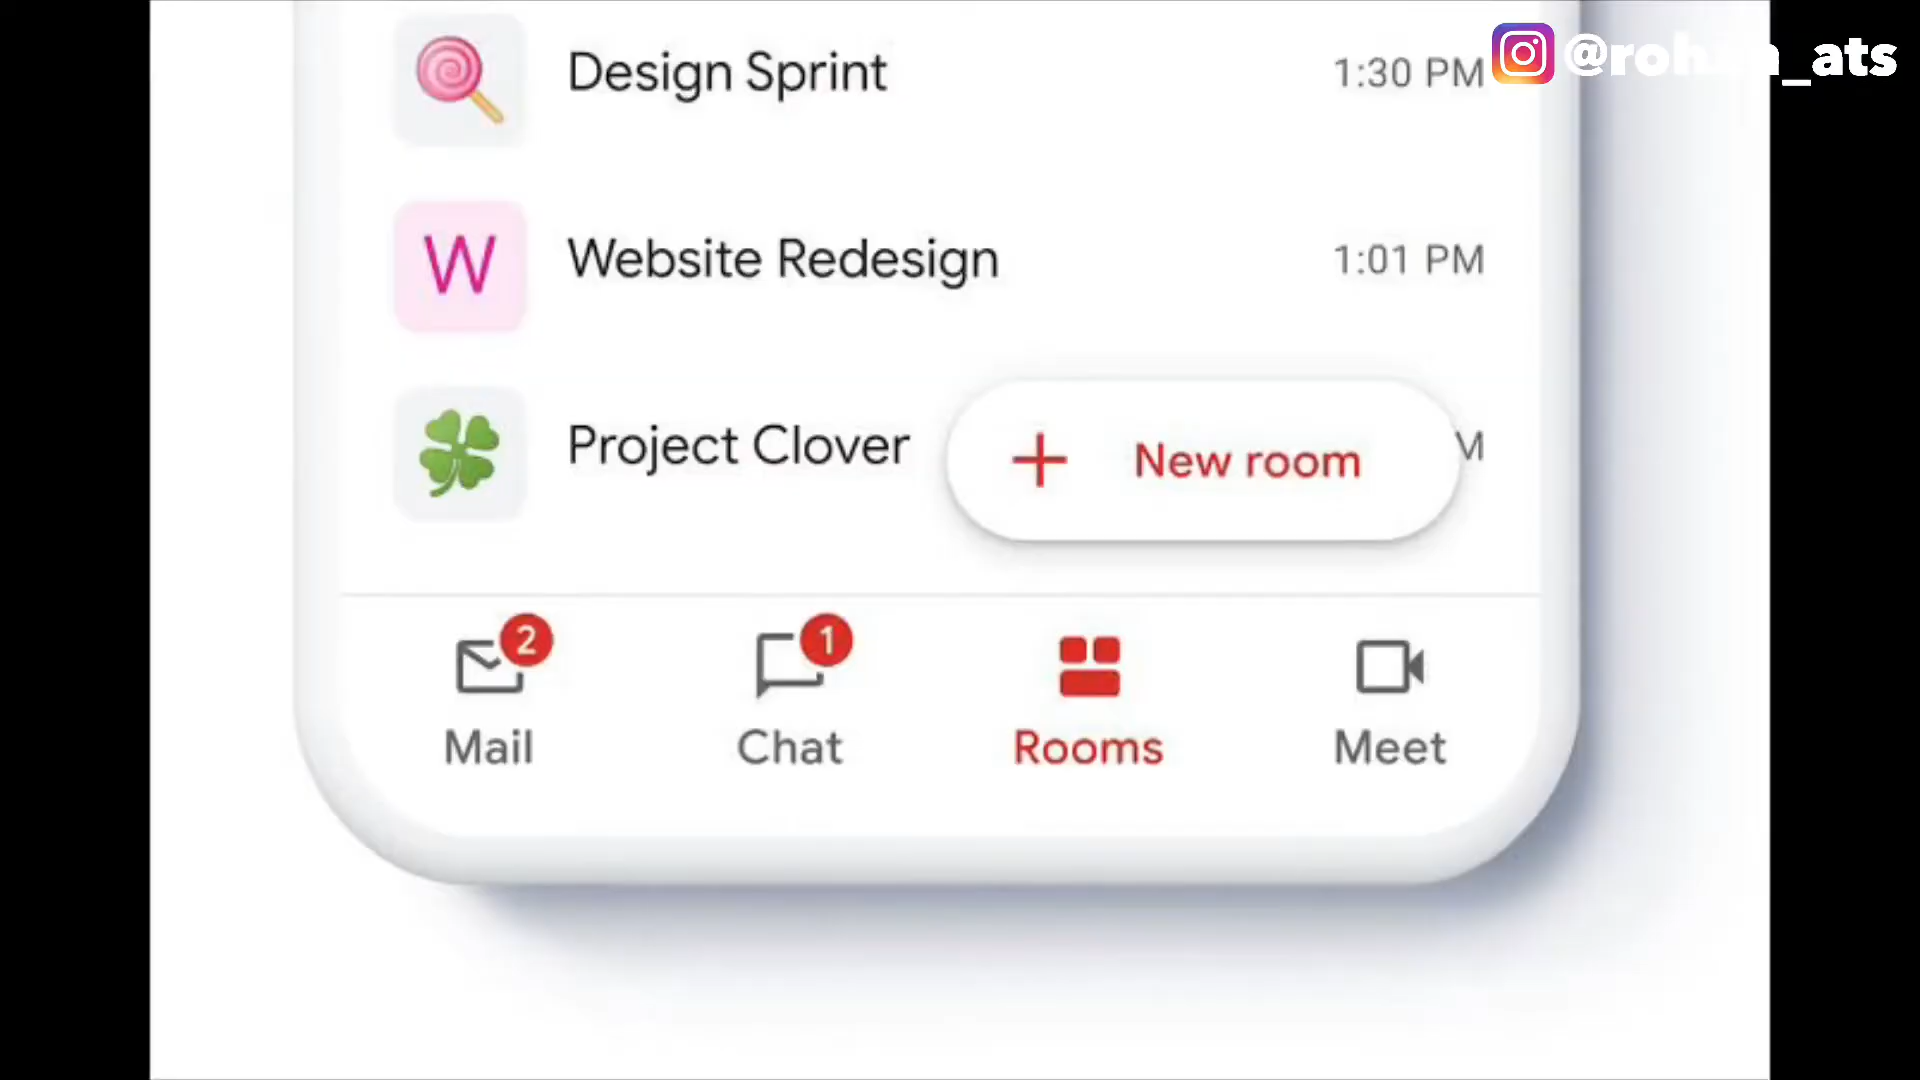 Design Sprint 1:30 PM
W Website Redesign 1:01 PM
Project Clover
+ New room
2 1
Mail Chat Rooms Meet